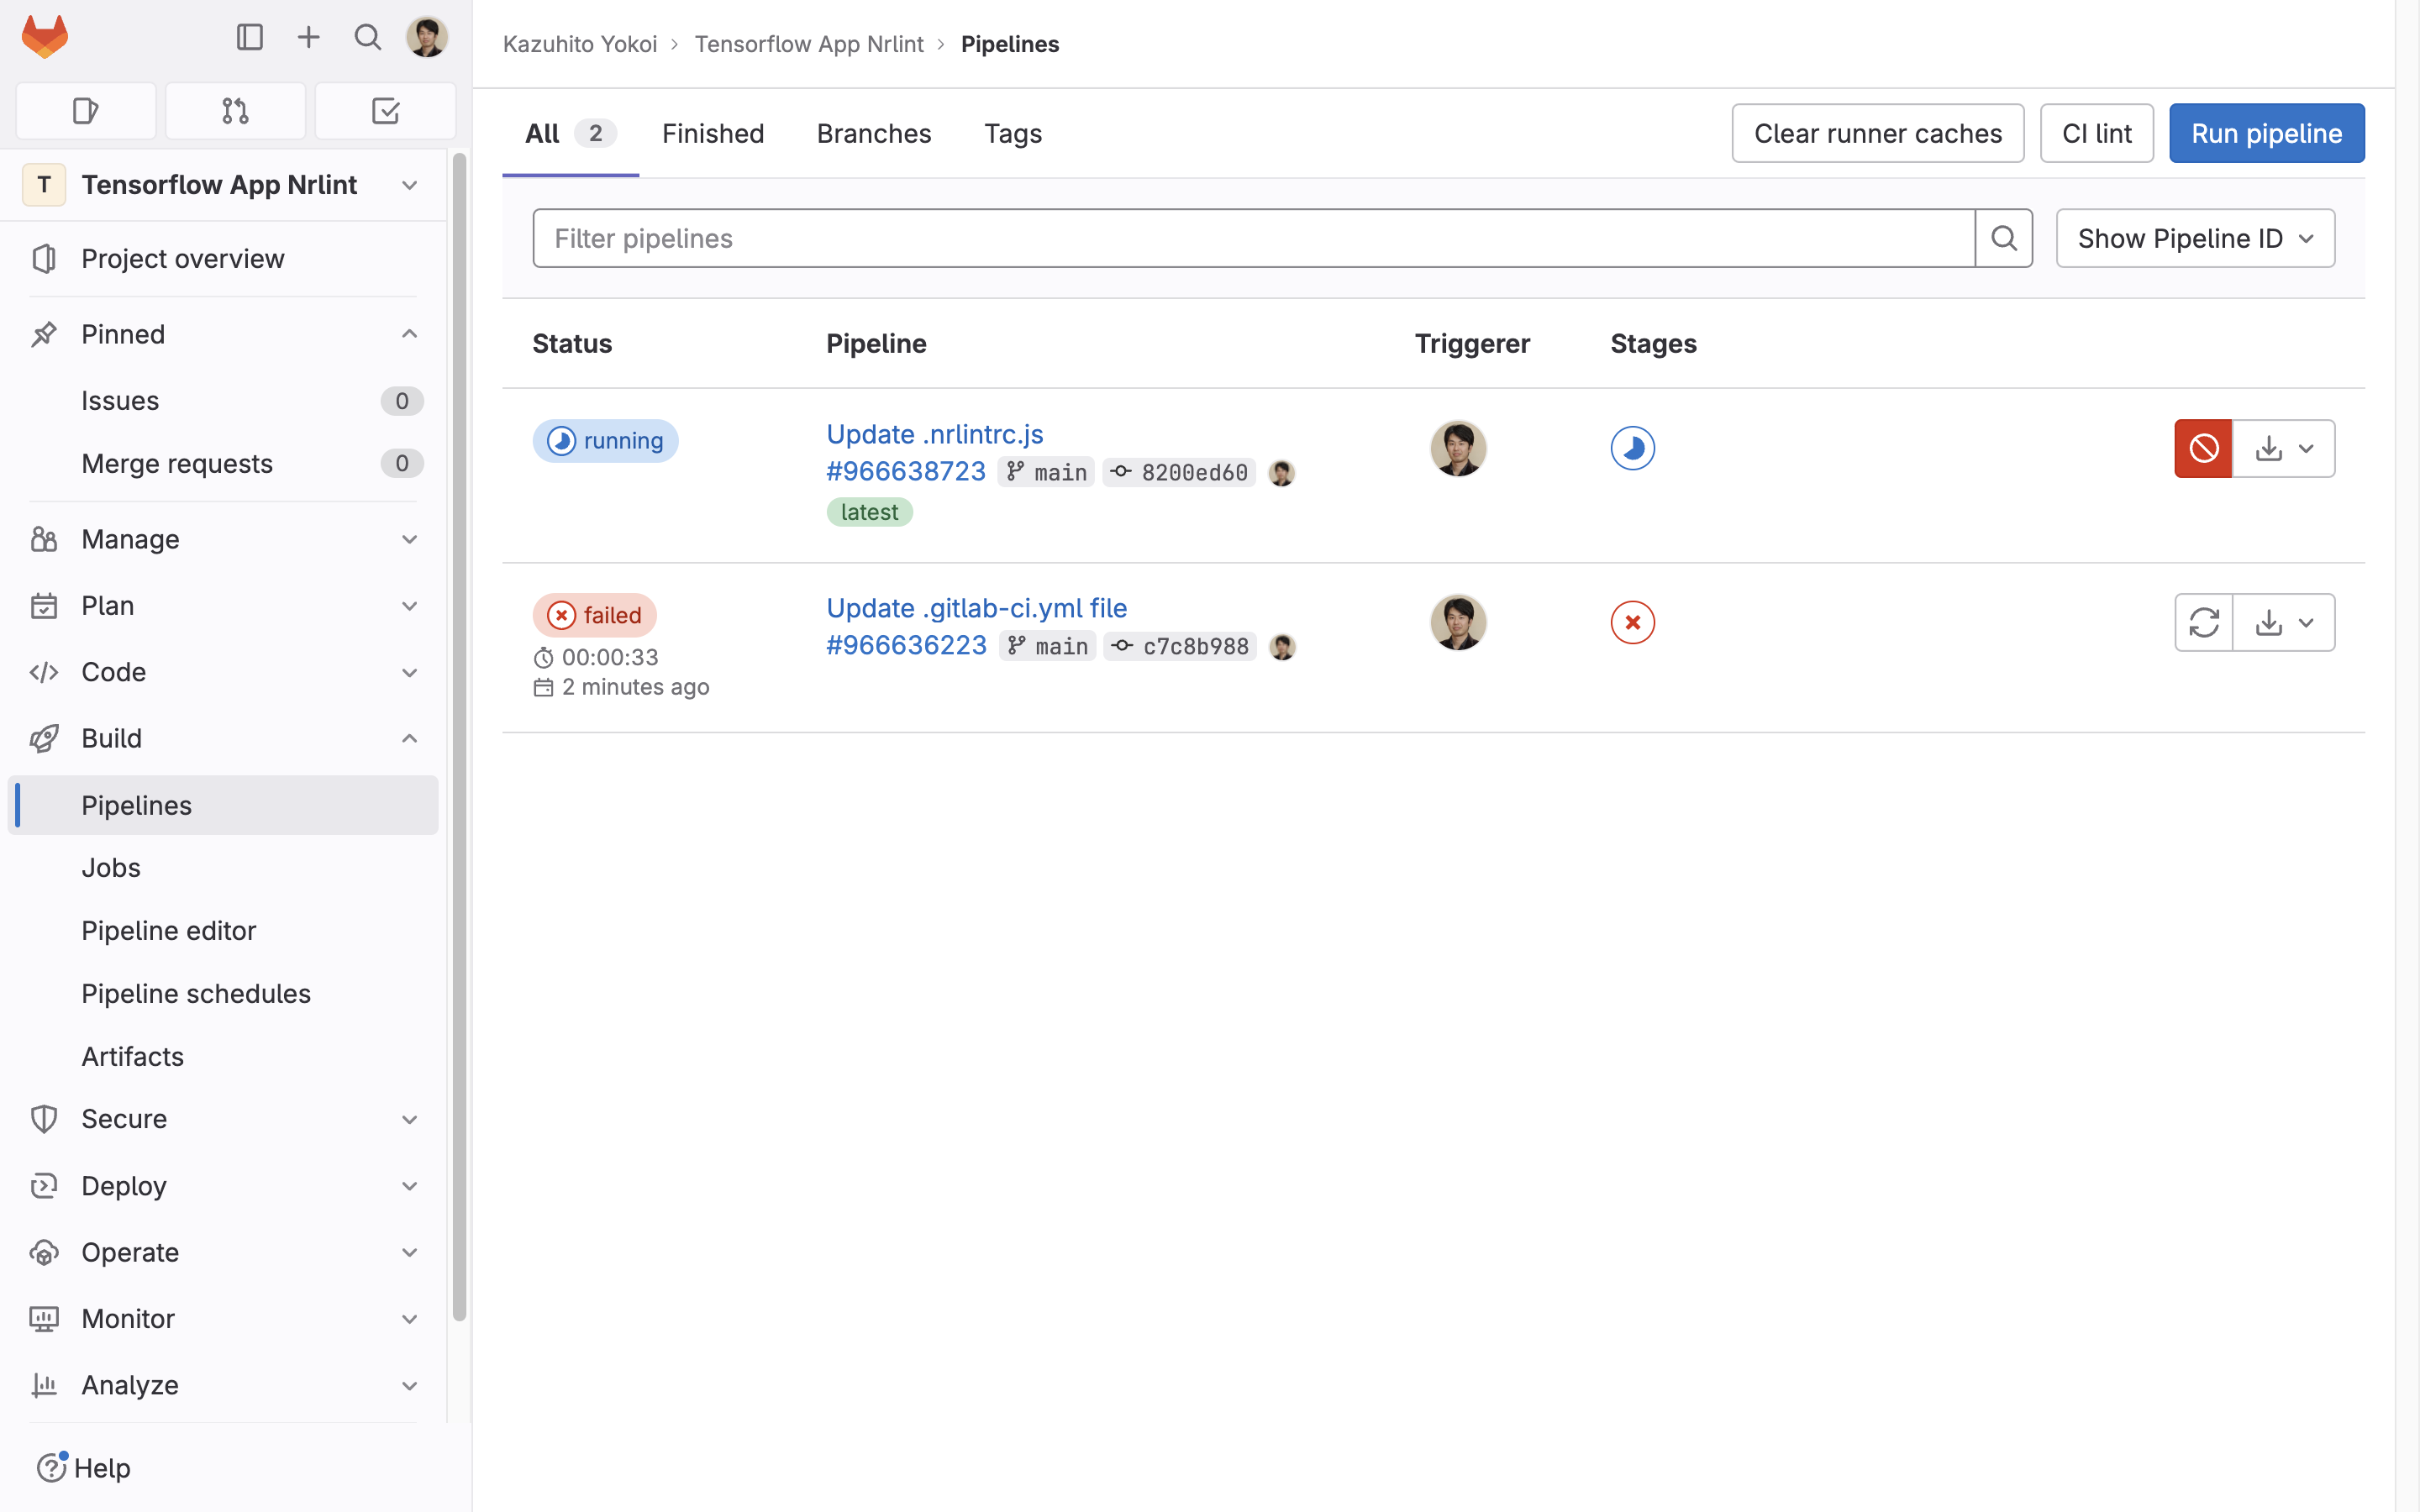 T Tensorflow App Nrlint
Project overview
Pinned
Issues 0
Merge requests 0
Manage
Plan
Code
Build
Pipelines
Jobs
Pipeline editor
Pipeline schedules
Artifacts
Secure
Deploy
Operate
Monitor
Analyze
Help
Kazuhito Yokoi › Tensorflow App Nrlint › Pipelines
All 2 Finished Branches Tags Clear runner caches CI lint Run pipeline
Filter pipelines Show Pipeline ID
Status Pipeline Triggerer Stages
running Update .nrlintrc.js
#966638723 main 8200ed60
latest
failed Update .gitlab-ci.yml file
#966636223 main c7c8b988
00:00:33
2 minutes ago